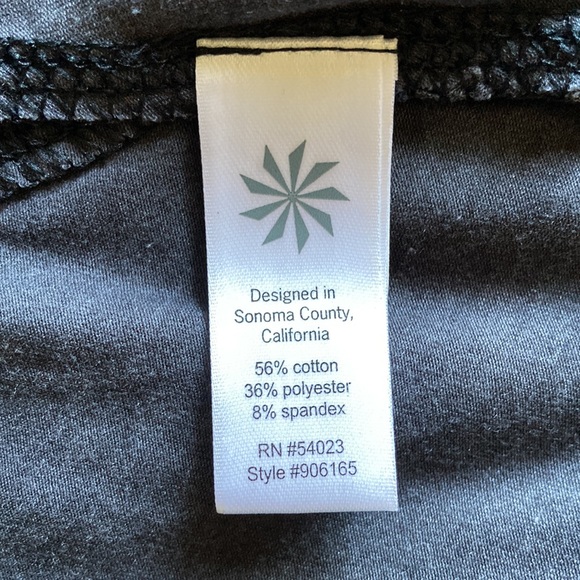 Designed in
Sonoma County,
California
56% cotton
36% polyester
8% spandex
RN #54023
Style #906165